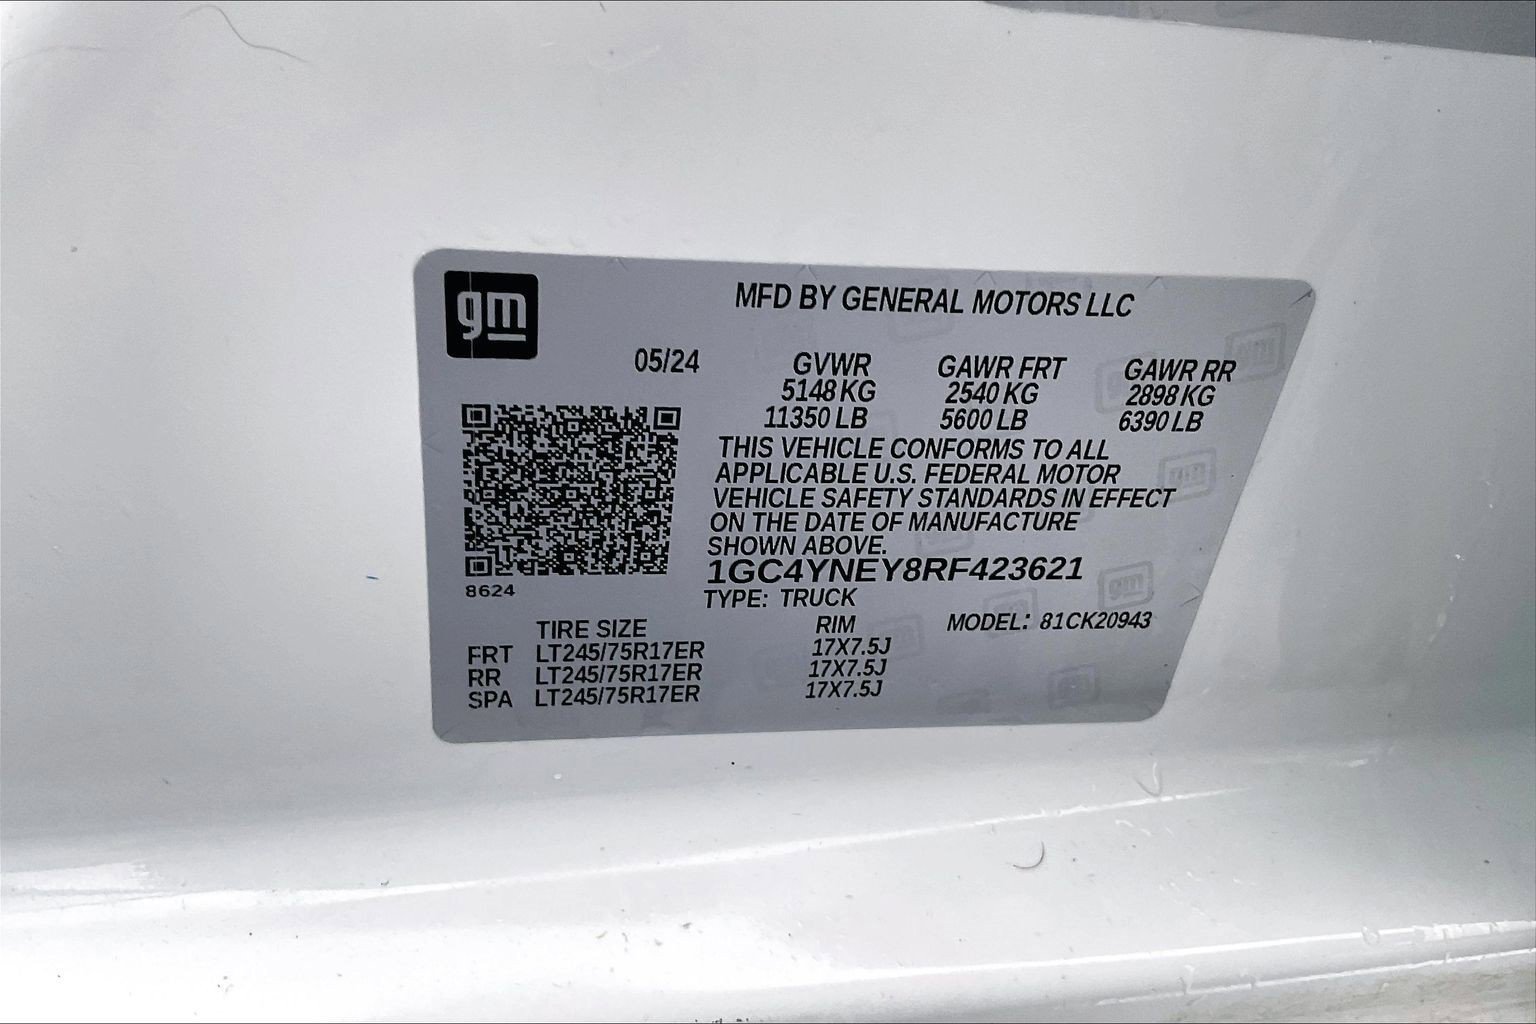 gm
MFD BY GENERAL MOTORS LLC
05/24 GVWR GAWR FRT GAWR RR
5148 KG 2540 KG 2898 KG
11350 LB 5600 LB 6390 LB
THIS VEHICLE CONFORMS TO ALL
APPLICABLE U.S. FEDERAL MOTOR
VEHICLE SAFETY STANDARDS IN EFFECT
ON THE DATE OF MANUFACTURE
SHOWN ABOVE.
1GC4YNEY8RF423621
8624
TYPE: TRUCK
MODEL: 81CK20943
TIRE SIZE RIM
FRT LT245/75R17ER 17X7.5J
RR LT245/75R17ER 17X7.5J
SPA LT245/75R17ER 17X7.5J